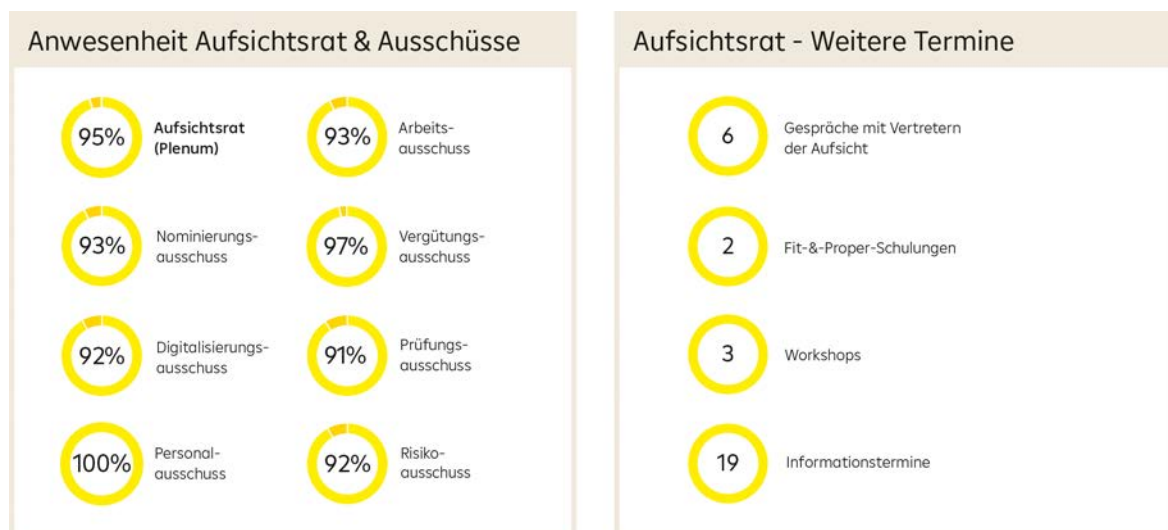 Anwesenheit Aufsichtsrat & Ausschüsse
95%
Aufsichtsrat
(Plenum)
93%
Arbeits-
ausschuss
93%
Nominierungs-
ausschuss
97%
Vergütungs-
ausschuss
92%
Digitalisierungs-
ausschuss
91%
Prüfungs-
ausschuss
100%
Personal-
ausschuss
92%
Risiko-
ausschuss
Aufsichtsrat - Weitere Termine
6
Gespräche mit Vertretern
der Aufsicht
2
Fit-&-Proper-Schulungen
3
Workshops
19
Informationstermine